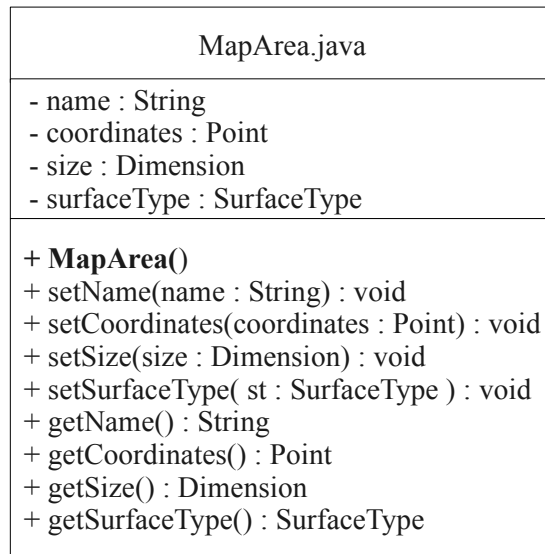 MapArea.java
- name : String
- coordinates : Point
- size : Dimension
- surfaceType : SurfaceType
+ MapArea()
+ setName(name : String) : void
+ setCoordinates(coordinates : Point) : void
+ setSize(size : Dimension) : void
+ setSurfaceType( st : SurfaceType ) : void
+ getName() : String
+ getCoordinates() : Point
+ getSize() : Dimension
+ getSurfaceType() : SurfaceType